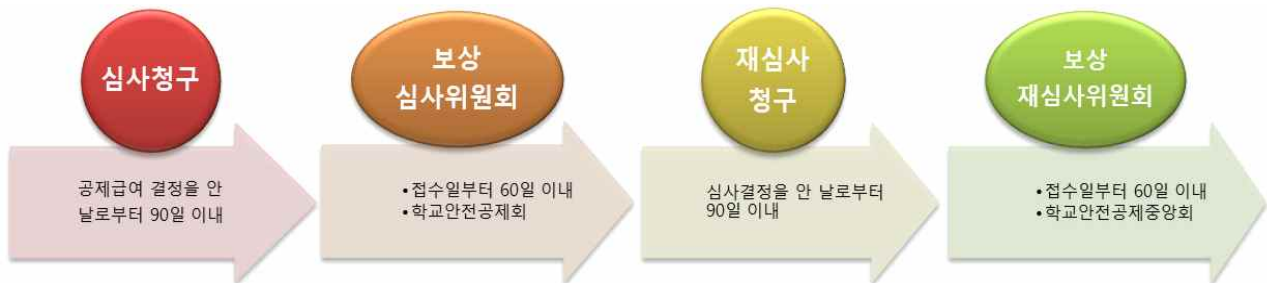 심사청구
공제급여 결정을 안
날로부터 90일 이내
보상
심사위원회
•접수일부터 60일 이내
•학교안전공제회
재심사
청구
심사결정을 안 날로부터
90일 이내
보상
재심사위원회
•접수일부터 60일 이내
•학교안전공제중앙회